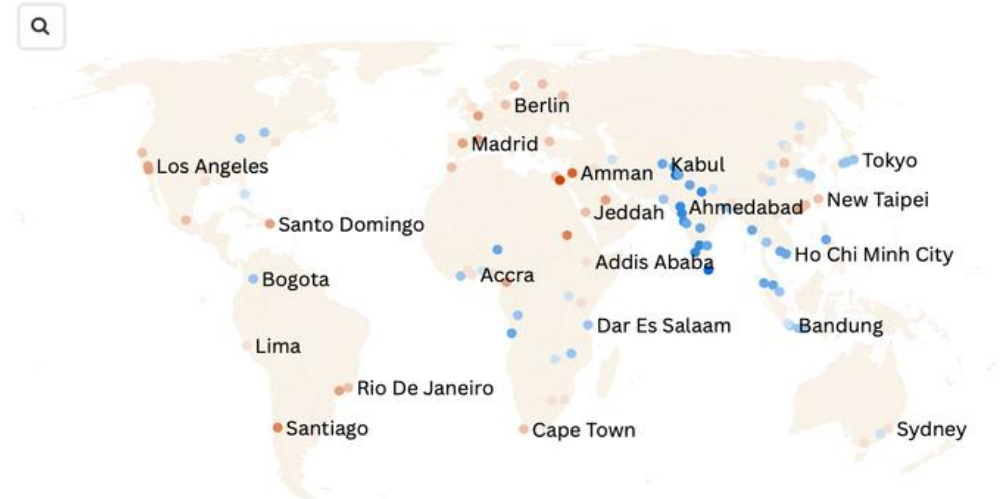 Berlin
Madrid
Tokyo
Los Angeles
Kabul
Amman
New Taipei
Ahmedabad
Jeddah
Santo Domingo
Ho Chi Minh City
Addis Ababa
Accra
Bogota
Dar Es Salaam
Bandung
Lima
Rio De Janeiro
Santiago
Cape Town
Sydney